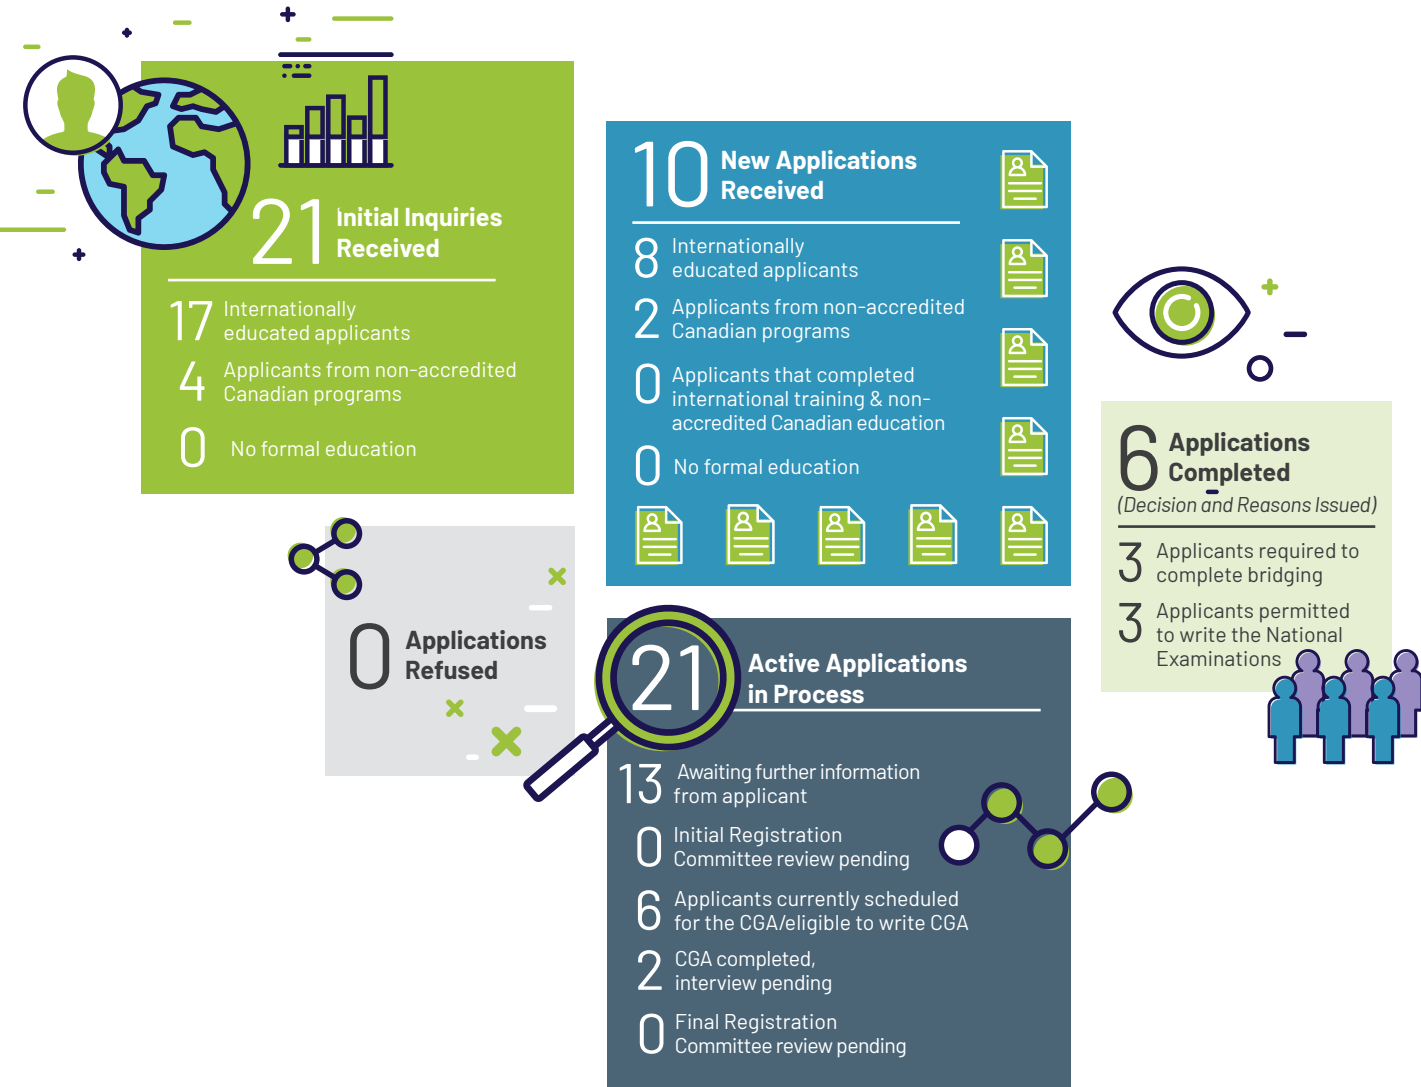 21 Initial Inquiries
Received
17 Internationally
educated applicants
4 Applicants from non-accredited
Canadian programs
0 No formal education
10 New Applications
Received
8 Internationally
educated applicants
2 Applicants from non-accredited
Canadian programs
0 Applicants that completed
international training & non-
accredited Canadian education
0 No formal education
6 Applications
Completed
(Decision and Reasons Issued)
3 Applicants required to
complete bridging
3 Applicants permitted
to write the National
Examinations
0 Applications
Refused
21 Active Applications
in Process
13 Awaiting further information
from applicant
0 Initial Registration
Committee review pending
6 Applicants currently scheduled
for the CGA/eligible to write CGA
2 CGA completed,
interview pending
0 Final Registration
Committee review pending